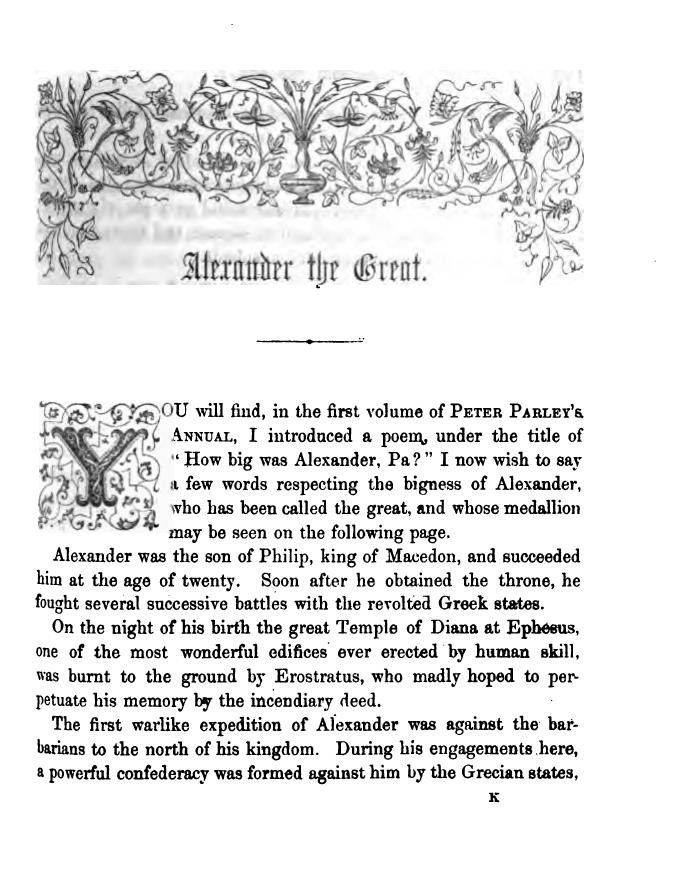 Alexander the Great.
YOU will find, in the first volume of PETER PARLEY'S
ANNUAL, I introduced a poem, under the title of
"How big was Alexander, Pa?" I now wish to say
a few words respecting the bigness of Alexander,
who has been called the great, and whose medallion
may be seen on the following page.
Alexander was the son of Philip, king of Macedon, and succeeded
him at the age of twenty. Soon after he obtained the throne, he
fought several successive battles with the revolted Greek states.
On the night of his birth the great Temple of Diana at Ephesus,
one of the most wonderful edifices ever erected by human skill,
was burnt to the ground by Erostratus, who madly hoped to per-
petuate his memory by the incendiary deed.
The first warlike expedition of Alexander was against the bar-
barians to the north of his kingdom. During his engagements here,
a powerful confederacy was formed against him by the Grecian states,
K